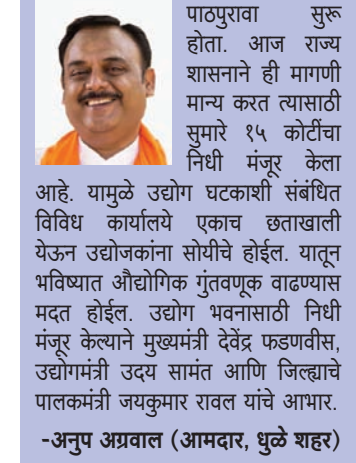 पाठपुरावा सुरू
होता. आज राज्य
शासनाने ही मागणी
मान्य करत त्यासाठी
सुमारे १५ कोटींचा
निधी मंजूर केला
आहे. यामुळे उद्योग घटकाशी संबंधित
विविध कार्यालये एकाच छताखाली
येऊन उद्योजकांना सोयीचे होईल. यातून
भविष्यात औद्योगिक गुंतवणूक वाढण्यास
मदत होईल. उद्योग भवनासाठी निधी
मंजूर केल्याने मुख्यमंत्री देवेंद्र फडणवीस,
उद्योगमंत्री उदय सामंत आणि जिल्ह्याचे
पालकमंत्री जयकुमार रावल यांचे आभार.
-अनुप अग्रवाल (आमदार, धुळे शहर)